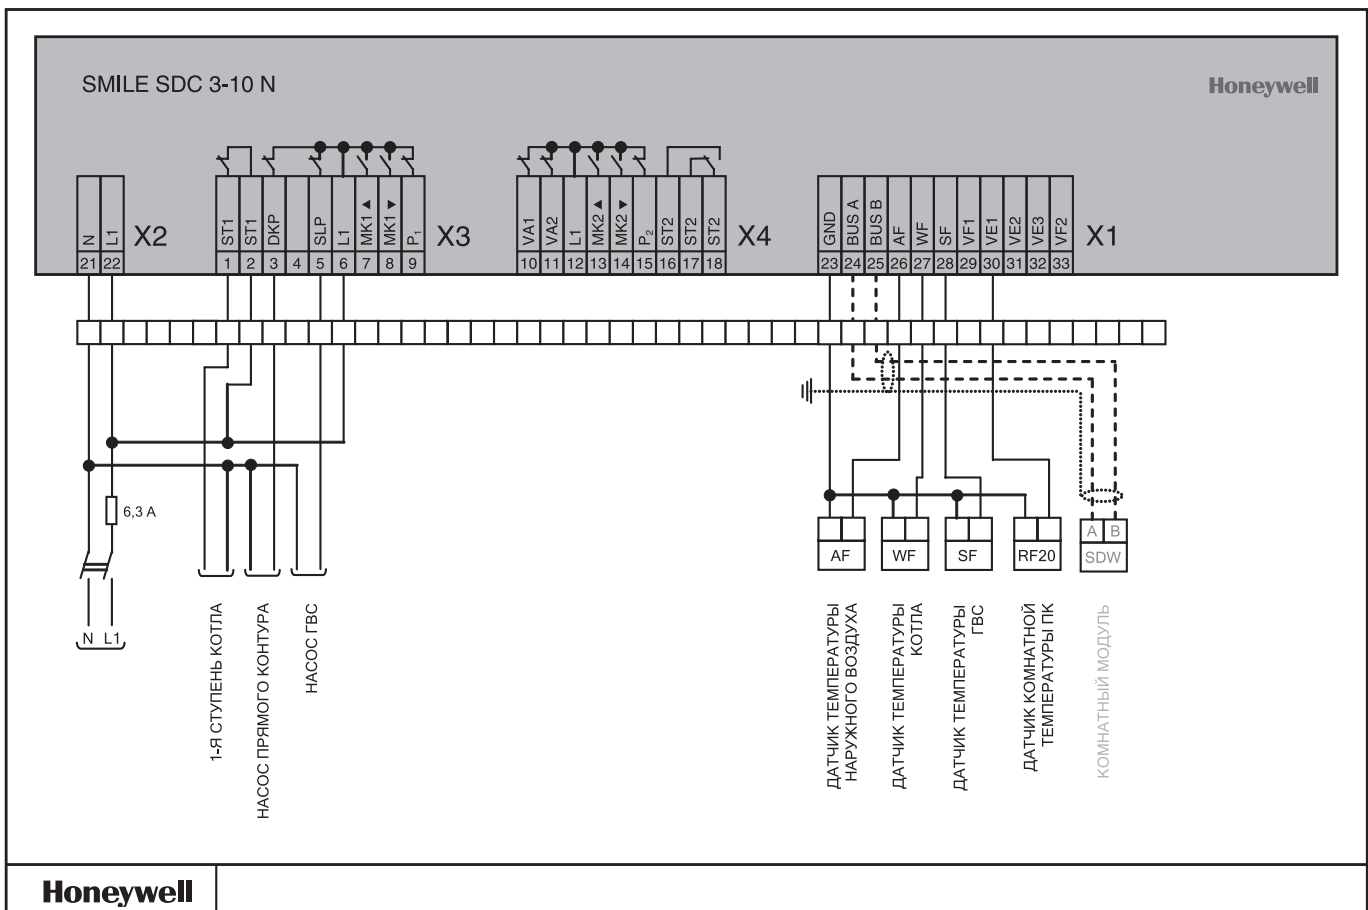 SMILE SDC 3-10 N
Honeywell
N
L1
X2
21
22
ST1
ST1
DKP
SLP
L1
MK1 ◄
MK1 ►
P₁
X3
1
2
3
4
5
6
7
8
9
VA1
VA2
L1
MK2 ◄
MK2 ►
P₂
ST2
ST2
ST2
X4
10
11
12
13
14
15
16
17
18
GND
BUS A
BUS B
AF
WF
SF
VF1
VE1
VE2
VE3
VF2
X1
23
24
25
26
27
28
29
30
31
32
33
6,3 A
N L1
1-Я СТУПЕНЬ КОТЛА
НАСОС ПРЯМОГО КОНТУРА
НАСОС ГВС
AF
WF
SF
RF20
A B
SDW
ДАТЧИК ТЕМПЕРАТУРЫ
НАРУЖНОГО ВОЗДУХА
ДАТЧИК ТЕМПЕРАТУРЫ
КОТЛА
ДАТЧИК ТЕМПЕРАТУРЫ
ГВС
ДАТЧИК КОМНАТНОЙ
ТЕМПЕРАТУРЫ ПК
КОМНАТНЫЙ МОДУЛЬ
Honeywell